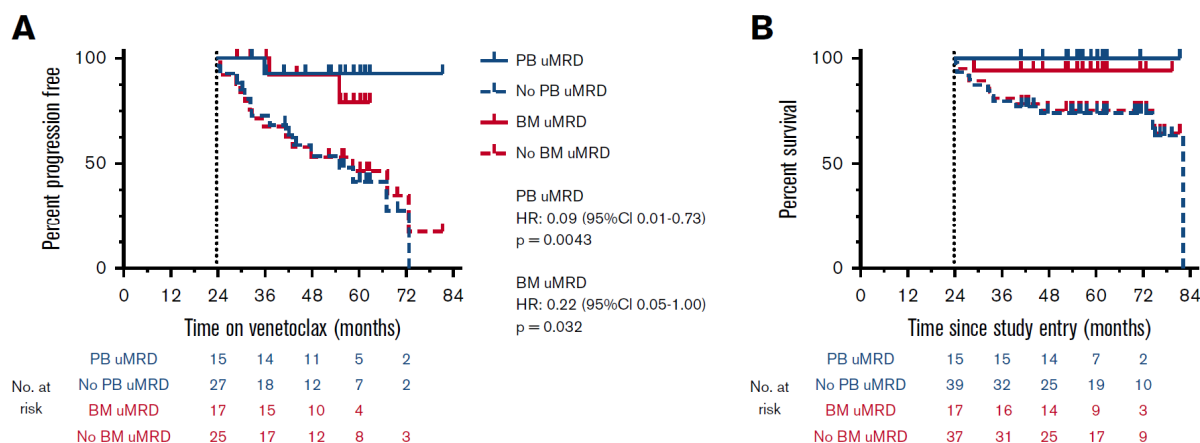 A
Percent progression free
100
50
0
0 12 24 36 48 60 72 84
Time on venetoclax (months)
PB uMRD
No PB uMRD
BM uMRD
No BM uMRD
PB uMRD
HR: 0.09 (95%CI 0.01-0.73)
p = 0.0043
BM uMRD
HR: 0.22 (95%CI 0.05-1.00)
p = 0.032
No. at risk
PB uMRD 15 14 11 5 2
No PB uMRD 27 18 12 7 2
BM uMRD 17 15 10 4
No BM uMRD 25 17 12 8 3
B
Percent survival
100
50
0
0 12 24 36 48 60 72 84
Time since study entry (months)
No. at risk
PB uMRD 15 15 14 7 2
No PB uMRD 39 32 25 19 10
BM uMRD 17 16 14 9 3
No BM uMRD 37 31 25 17 9